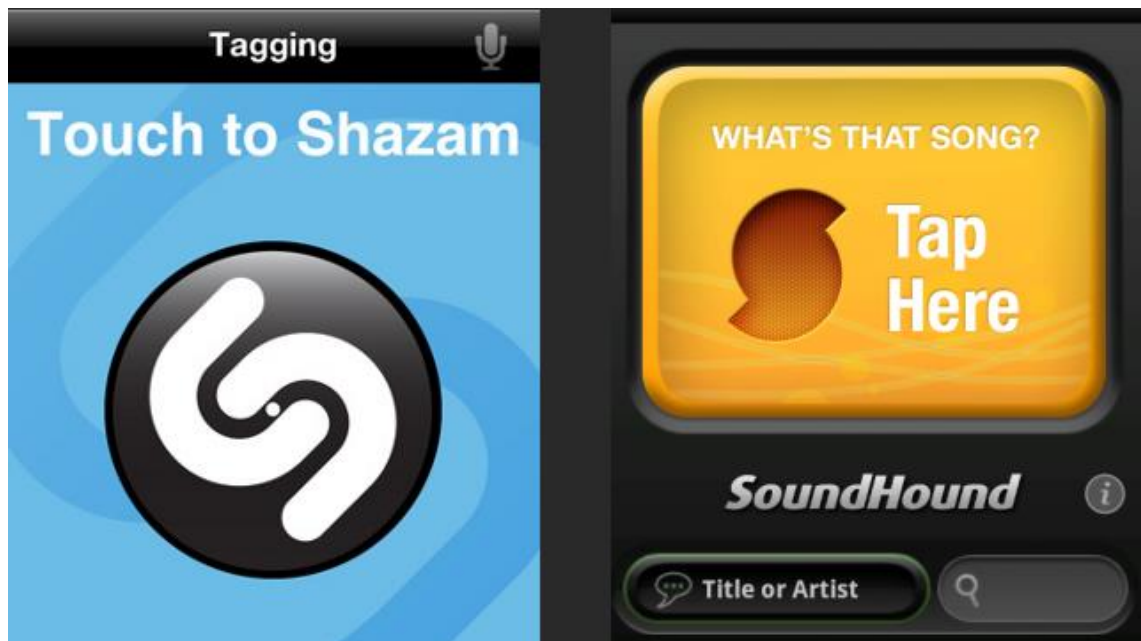 Tagging
Touch to Shazam
WHAT'S THAT SONG?
Tap
Here
SoundHound
i
Title or Artist